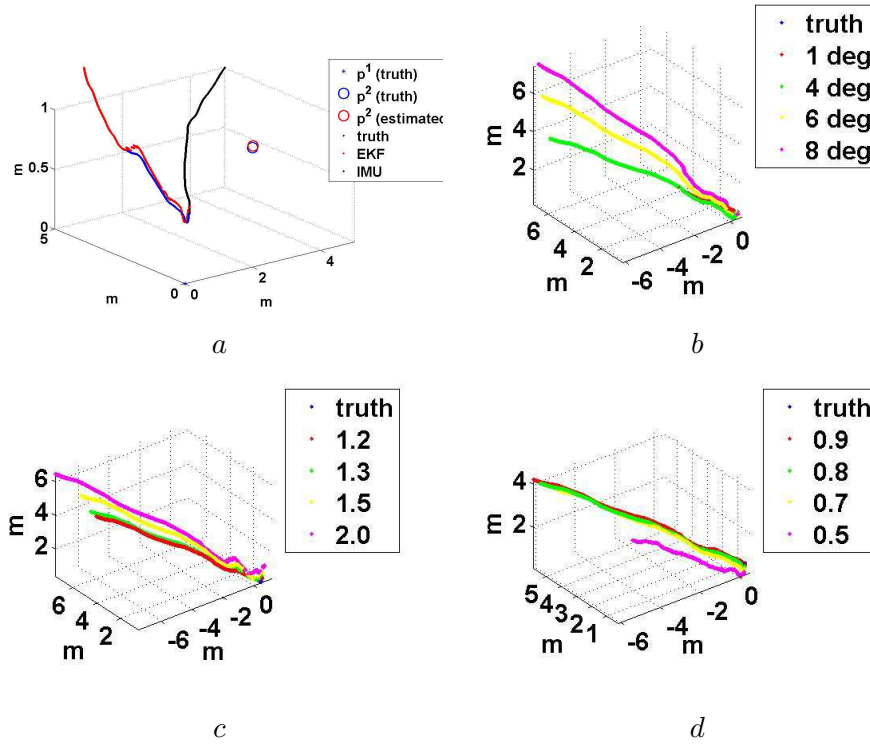 1
0.5
m
0
5
m
0
0
2
m
4
p1 (truth)
p2 (truth)
p2 (estimated
truth
EKF
IMU
a
6
4
m
2
6
4
2
m
-6
-4
m
-2
0
truth
1 deg
4 deg
6 deg
8 deg
b
6
4
m
2
6
4
2
m
-6
-4
m
-2
0
truth
1.2
1.3
1.5
2.0
c
4
m
2
5
4
3
2
1
m
-6
-4
m
-2
0
truth
0.9
0.8
0.7
0.5
d